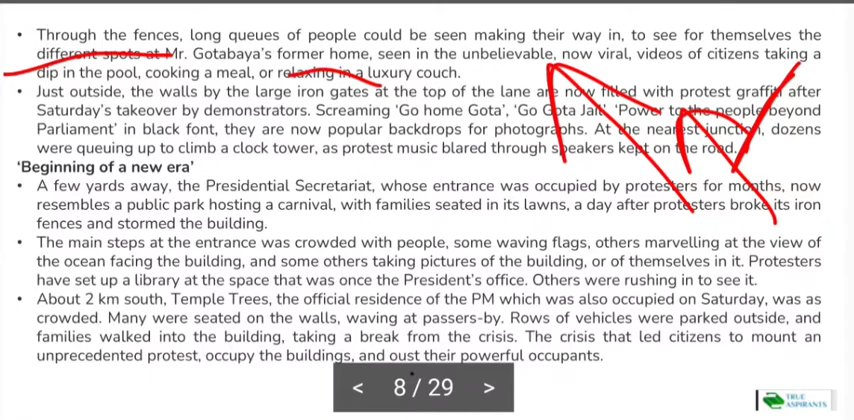 • Through the fences, long queues of people could be seen making their way in, to see for themselves the
different spots at Mr. Gotabaya's former home, seen in the unbelievable, now viral, videos of citizens taking a
dip in the pool, cooking a meal, or relaxing in a luxury couch.
• Just outside, the walls by the large iron gates at the top of the lane are now filled with protest graffiti after
Saturday's takeover by demonstrators. Screaming 'Go home Gota', 'Go Gota Jail' 'Power to the people beyond
Parliament' in black font, they are now popular backdrops for photographs. At the nearest junction, dozens
were queuing up to climb a clock tower, as protest music blared through speakers kept on the road.
'Beginning of a new era'
• A few yards away, the Presidential Secretariat, whose entrance was occupied by protesters for months, now
resembles a public park hosting a carnival, with families seated in its lawns, a day after protesters broke its iron
fences and stormed the building.
• The main steps at the entrance was crowded with people, some waving flags, others marvelling at the view of
the ocean facing the building, and some others taking pictures of the building, or of themselves in it. Protesters
have set up a library at the space that was once the President's office. Others were rushing in to see it.
• About 2 km south, Temple Trees, the official residence of the PM which was also occupied on Saturday, was as
crowded. Many were seated on the walls, waving at passers-by. Rows of vehicles were parked outside, and
families walked into the building, taking a break from the crisis. The crisis that led citizens to mount an
unprecedented protest, occupy the buildings, and oust their powerful occupants.
< 8 / 29 >
TRUE
ASPIRANTS